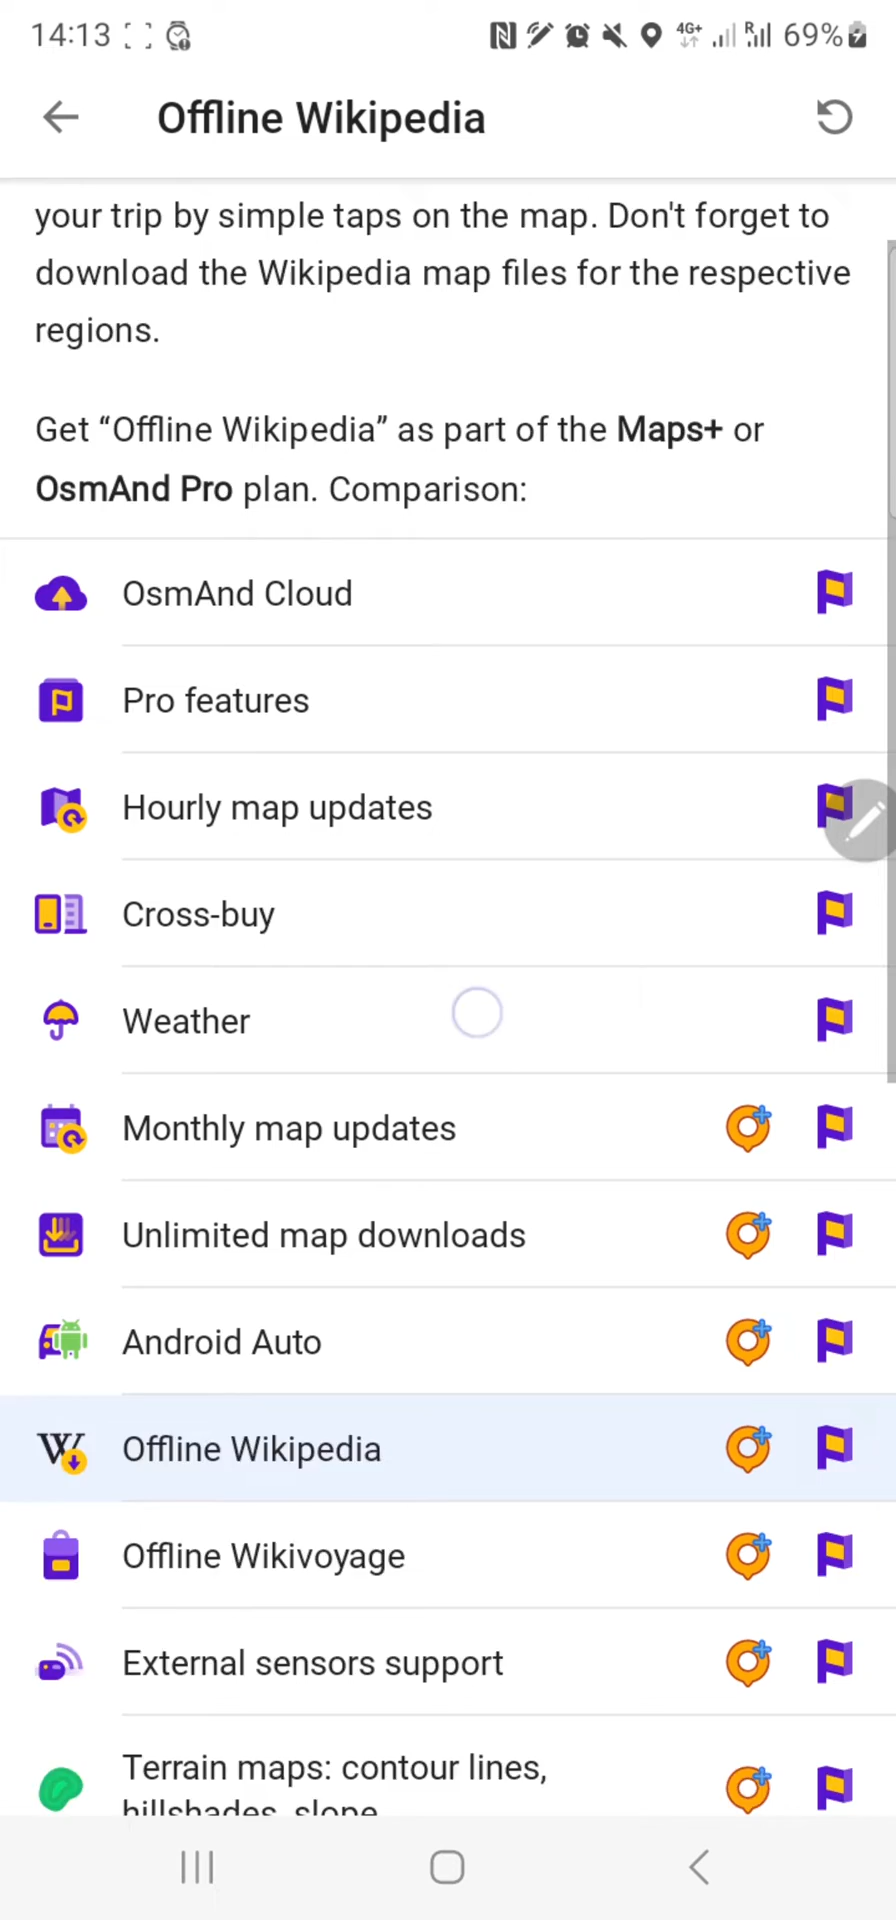 14:13
4G+
R
69%
Offline Wikipedia
your trip by simple taps on the map. Don't forget to
download the Wikipedia map files for the respective
regions.
Get “Offline Wikipedia” as part of the Maps+ or
OsmAnd Pro plan. Comparison:
OsmAnd Cloud
Pro features
Hourly map updates
Cross-buy
Weather
Monthly map updates
Unlimited map downloads
Android Auto
Offline Wikipedia
Offline Wikivoyage
External sensors support
Terrain maps: contour lines,
hillshades, slope